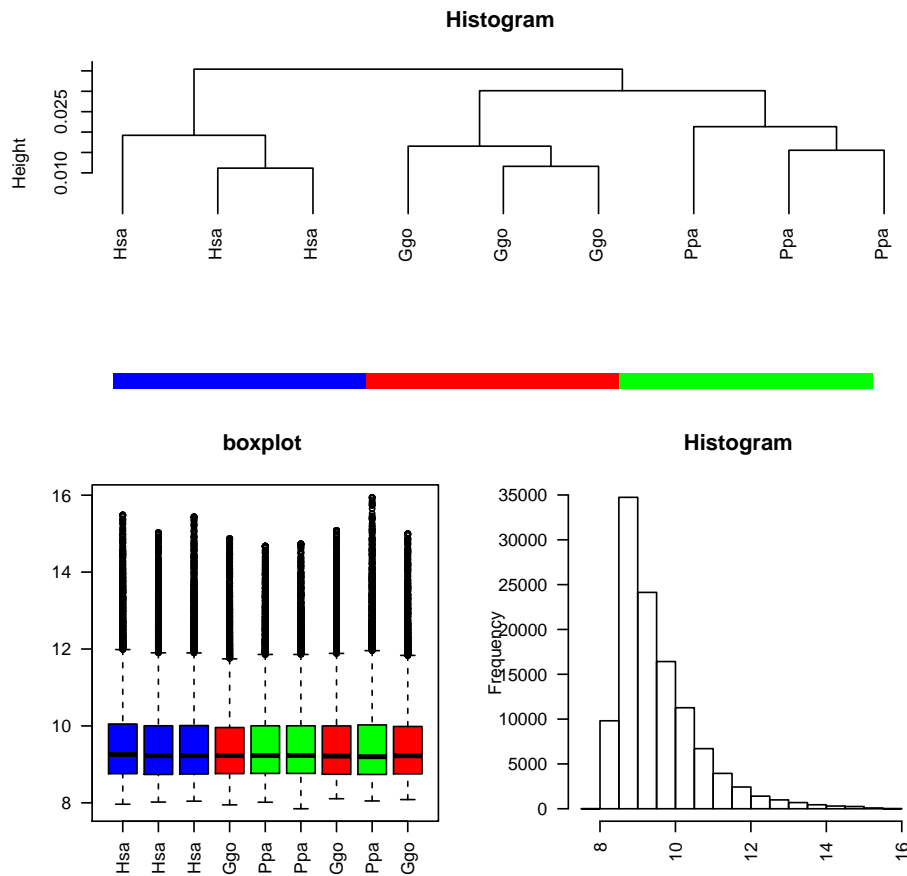 Histogram
Height
0.025
0.010
Hsa
Hsa
Hsa
Ggo
Ggo
Ggo
Ppa
Ppa
Ppa
boxplot
16
14
12
10
8
Hsa
Hsa
Hsa
Ggo
Ppa
Ppa
Ggo
Ppa
Ggo
Histogram
Frequency
35000
30000
25000
20000
15000
10000
5000
0
8
10
12
14
16